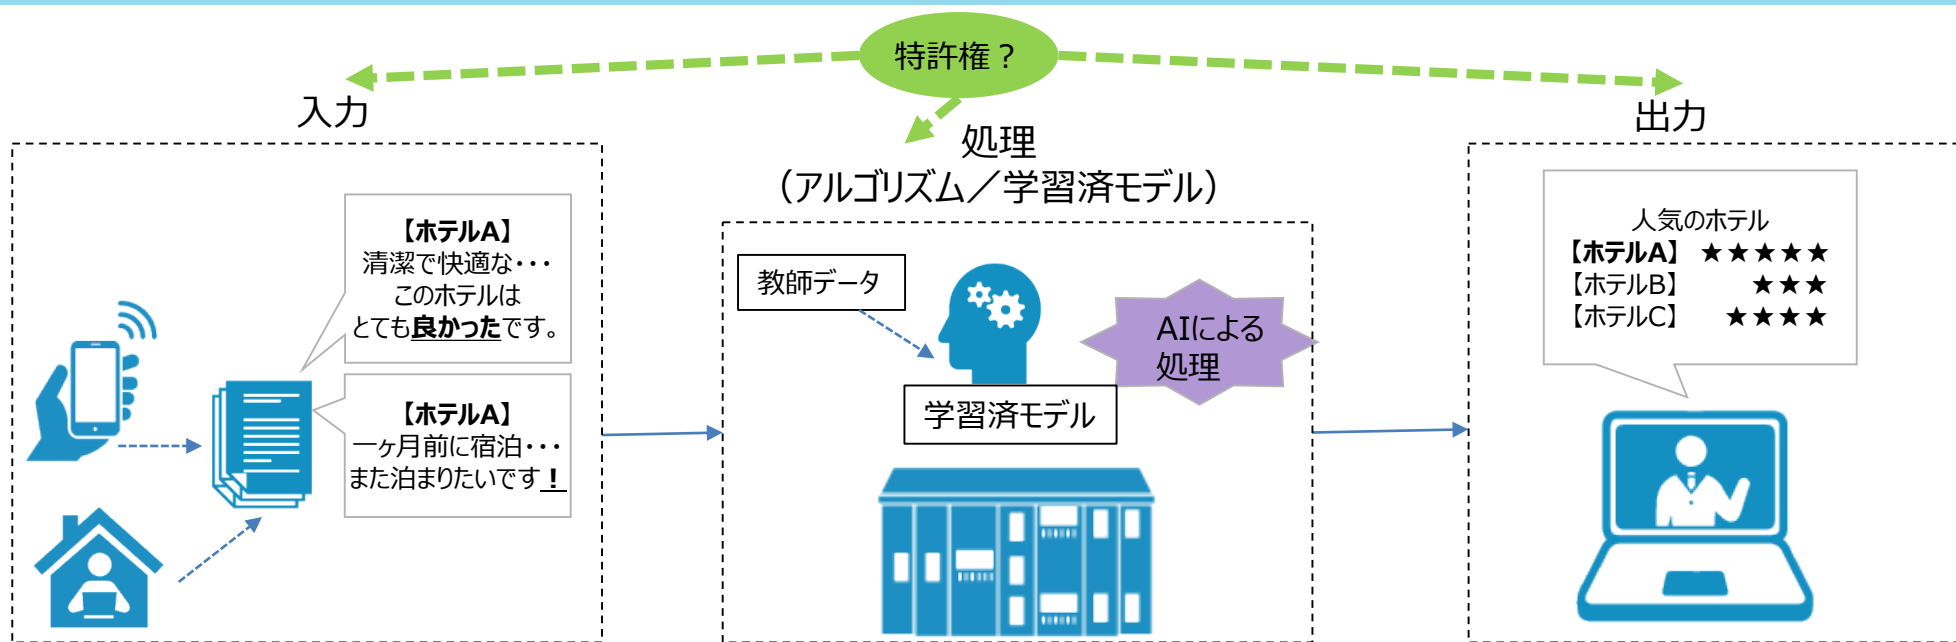 特許権？
入力
【ホテルA】
清潔で快適な・・・
このホテルは
とても良かったです。
【ホテルA】
一ヶ月前に宿泊・・・
また泊まりたいです！
処理
（アルゴリズム／学習済モデル）
教師データ
AIによる
処理
学習済モデル
出力
人気のホテル
【ホテルA】 ★★★★★
【ホテルB】 ★★★
【ホテルC】 ★★★★